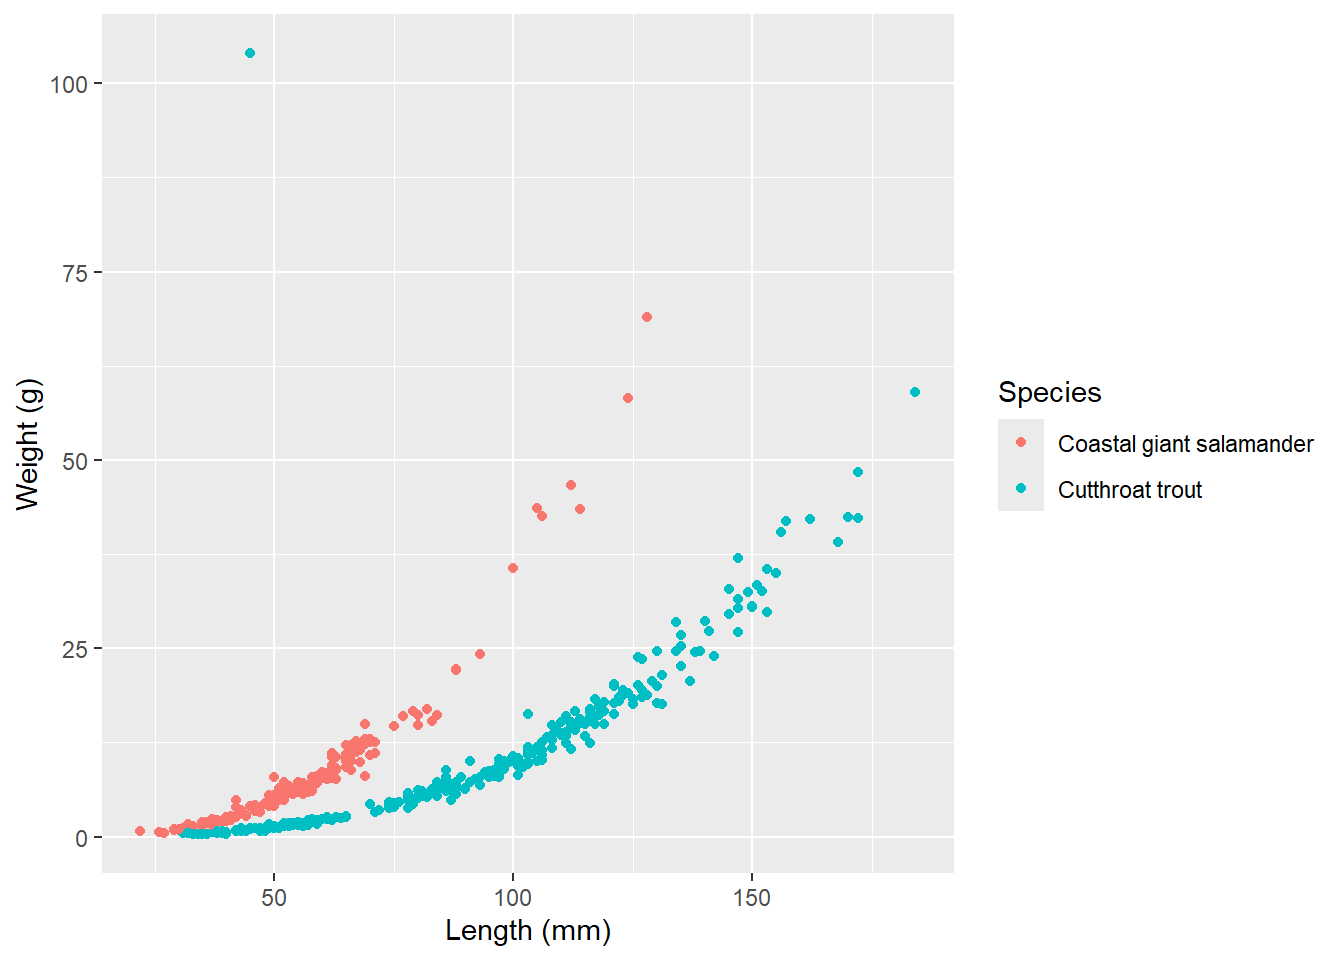 100
75
50
25
0
Weight (g)
50
100
150
Length (mm)
Species
Coastal giant salamander
Cutthroat trout